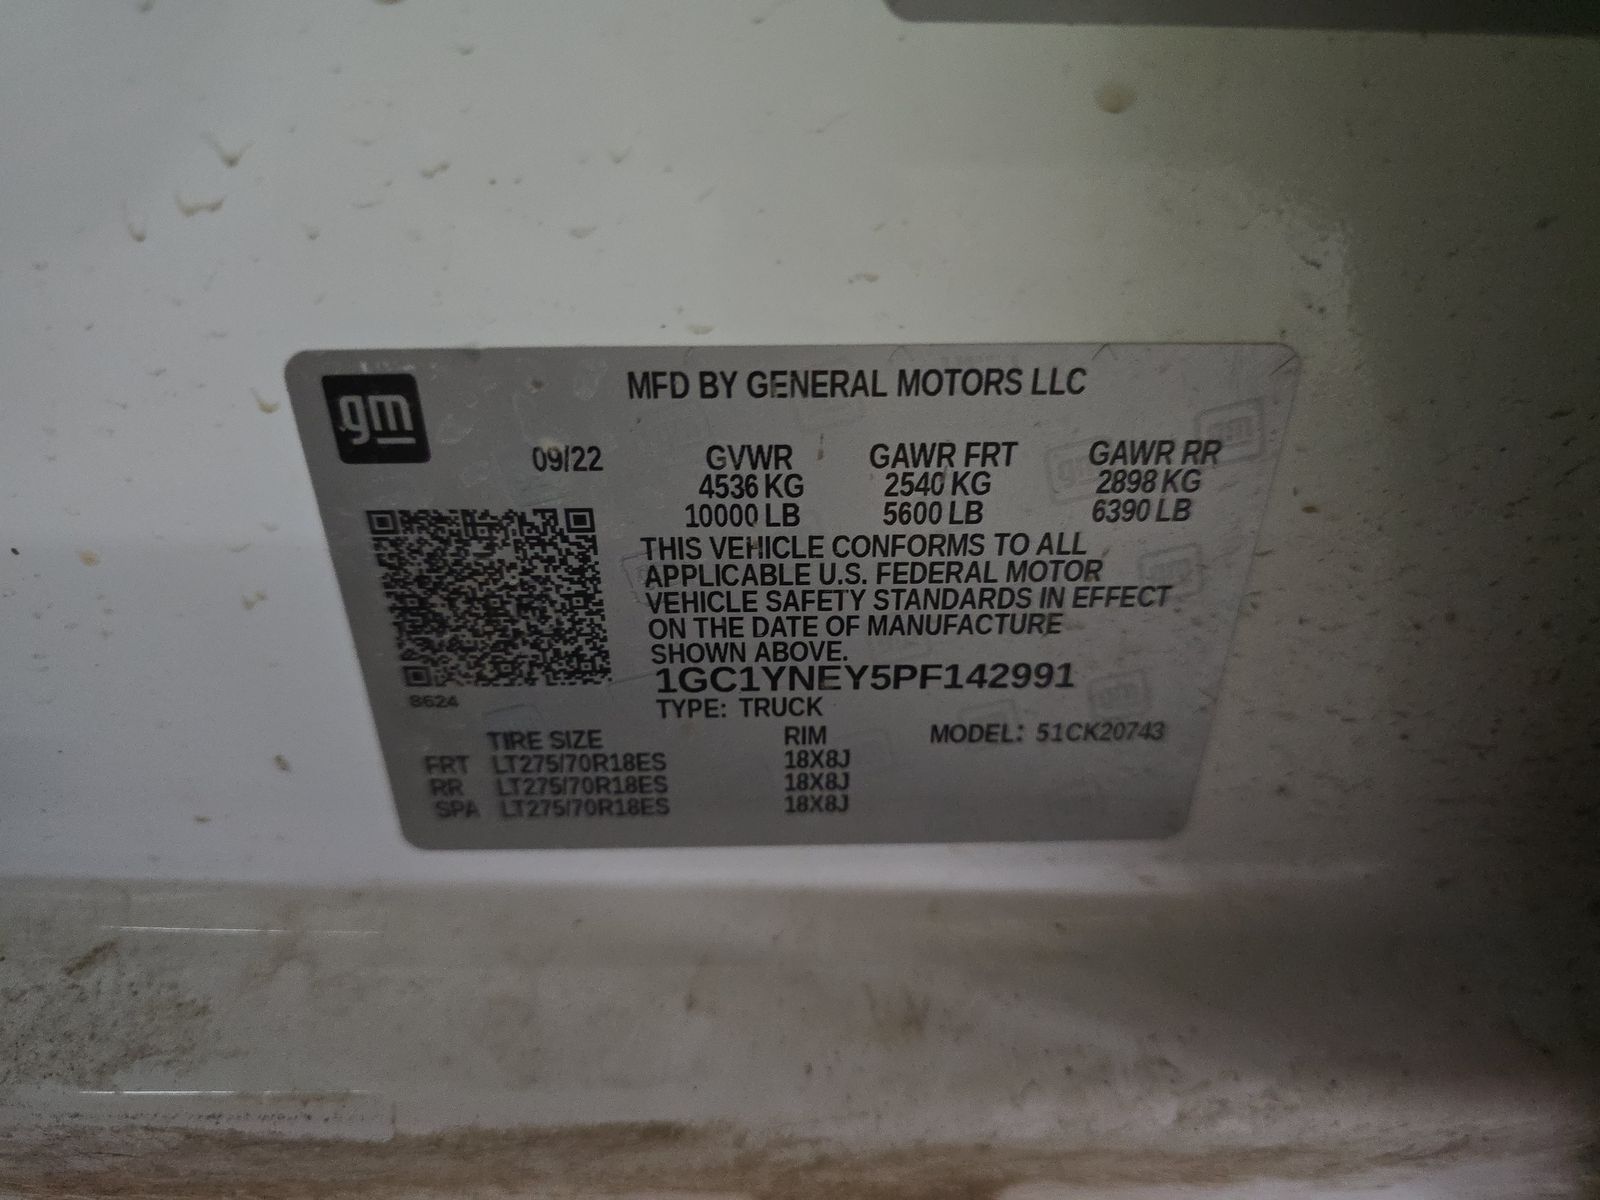 gm
MFD BY GENERAL MOTORS LLC
09/22 GVWR GAWR FRT GAWR RR
4536 KG 2540 KG 2898 KG
10000 LB 5600 LB 6390 LB
THIS VEHICLE CONFORMS TO ALL
APPLICABLE U.S. FEDERAL MOTOR
VEHICLE SAFETY STANDARDS IN EFFECT
ON THE DATE OF MANUFACTURE
SHOWN ABOVE.
1GC1YNEY5PF142991
8624
TYPE: TRUCK
TIRE SIZE RIM MODEL: 51CK20743
FRT LT275/70R18ES 18X8J
RR LT275/70R18ES 18X8J
SPA LT275/70R18ES 18X8J